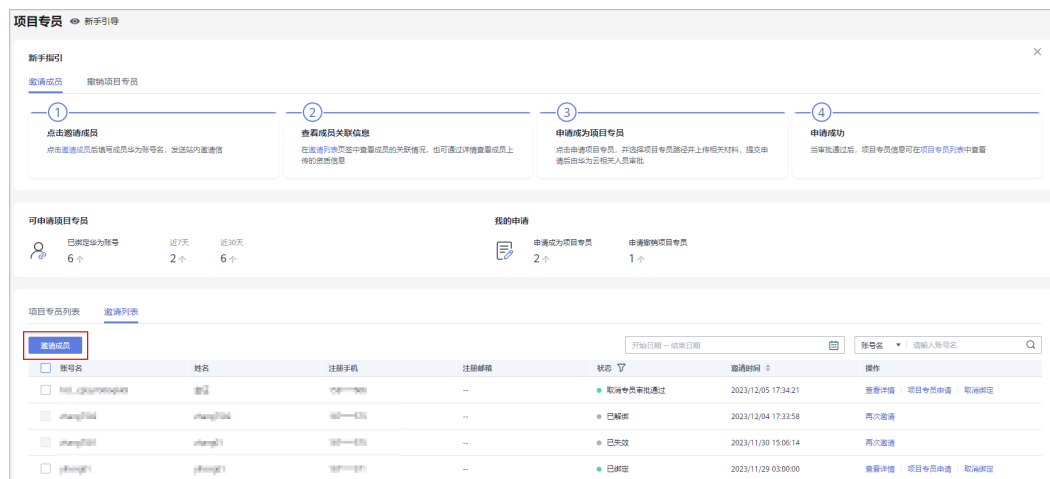 项目专员 新手引导
新手指引
邀请成员 撤销项目专员
1 2 3 4
点击邀请成员 查看成员关联信息 申请成为项目专员 申请成功
点击邀请成员后填写成员华为账号名，发送站内邀请信 在邀请列表页签中查看成员的关联情况，也可通过详情查看成员上 点击申请项目专员，并选择项目专员路径并上传相关材料，提交申 当审批通过后，项目专员信息可在项目专员列表中查看
传的资质信息 请后由华为云相关人员审批
可申请项目专员 我的申请
已绑定华为账号 近7天 近30天 申请成为项目专员 申请撤销项目专员
6 个 2 个 6 个 2 个 1 个
项目专员列表 邀请列表
邀请成员 开始日期 – 结束日期 账号名 请输入账号名
账号名 姓名 注册手机 注册邮箱 状态 邀请时间 操作
-- 取消专员审批通过 2023/12/05 17:34:21 查看详情 项目专员申请 取消绑定
-- 已解绑 2023/12/04 17:33:58 再次邀请
-- 已失效 2023/11/30 15:06:14 再次邀请
-- 已绑定 2023/11/29 03:00:00 查看详情 项目专员申请 取消绑定